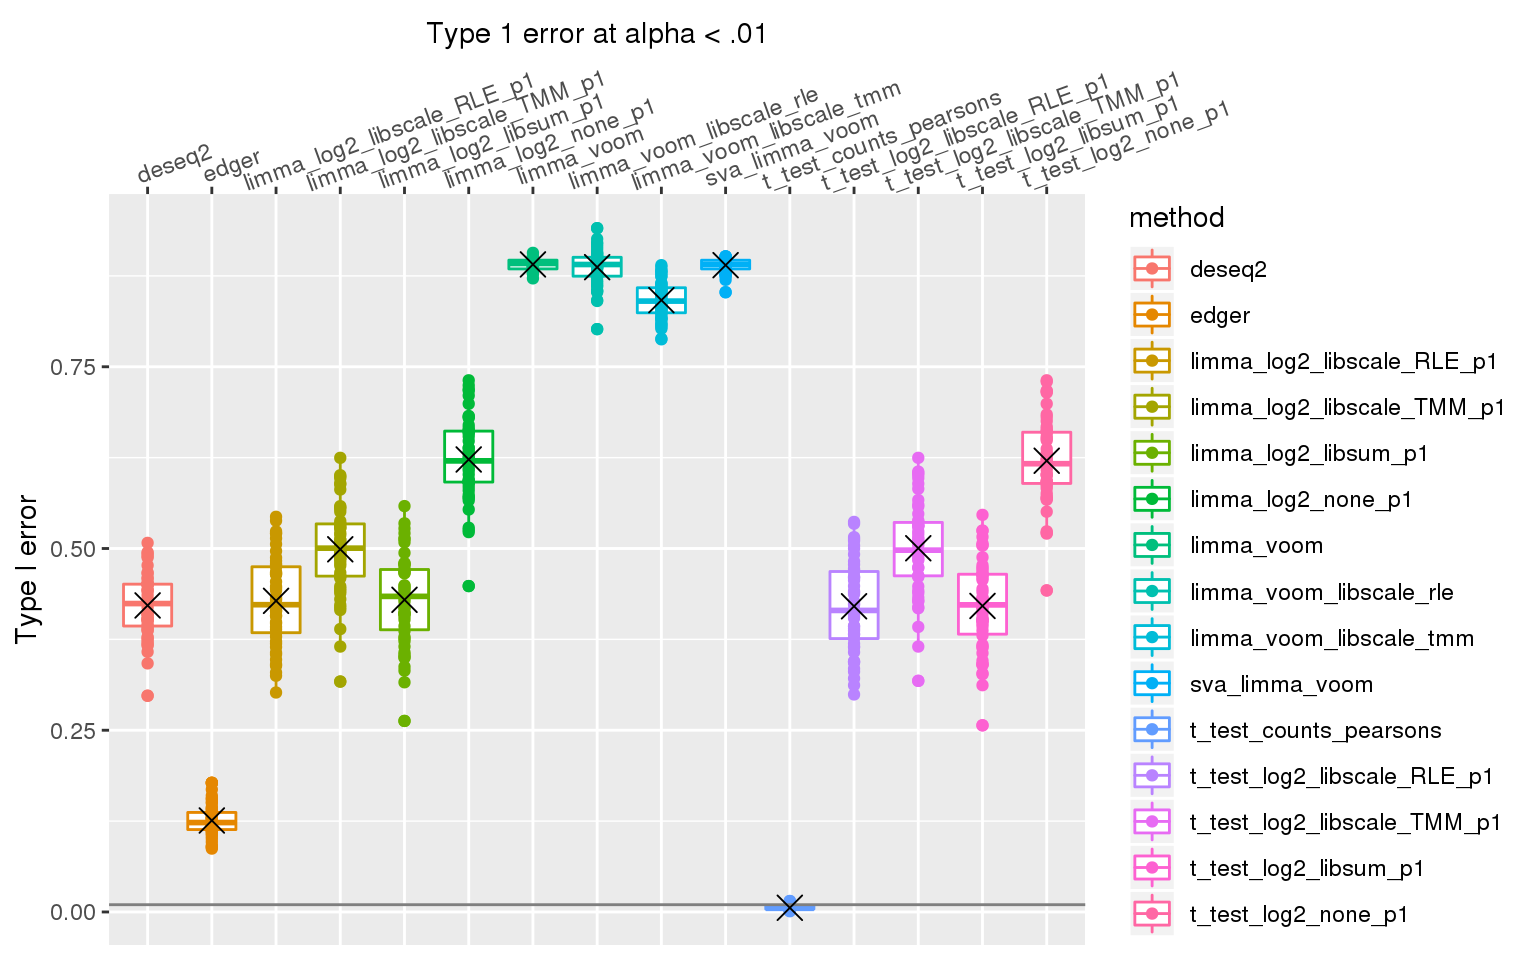 Type 1 error at alpha < .01
deseq2
edger
limma_log2_libscale_RLE_p1
limma_log2_libscale_TMM_p1
limma_log2_libsum_p1
limma_log2_none_p1
limma_voom
limma_voom_libscale_rle
limma_voom_libscale_tmm
sva_limma_voom
t_test_counts_pearsons
t_test_log2_libscale_RLE_p1
t_test_log2_libscale_TMM_p1
t_test_log2_libsum_p1
t_test_log2_none_p1
Type I error
0.75
0.50
0.25
0.00
method
deseq2
edger
limma_log2_libscale_RLE_p1
limma_log2_libscale_TMM_p1
limma_log2_libsum_p1
limma_log2_none_p1
limma_voom
limma_voom_libscale_rle
limma_voom_libscale_tmm
sva_limma_voom
t_test_counts_pearsons
t_test_log2_libscale_RLE_p1
t_test_log2_libscale_TMM_p1
t_test_log2_libsum_p1
t_test_log2_none_p1